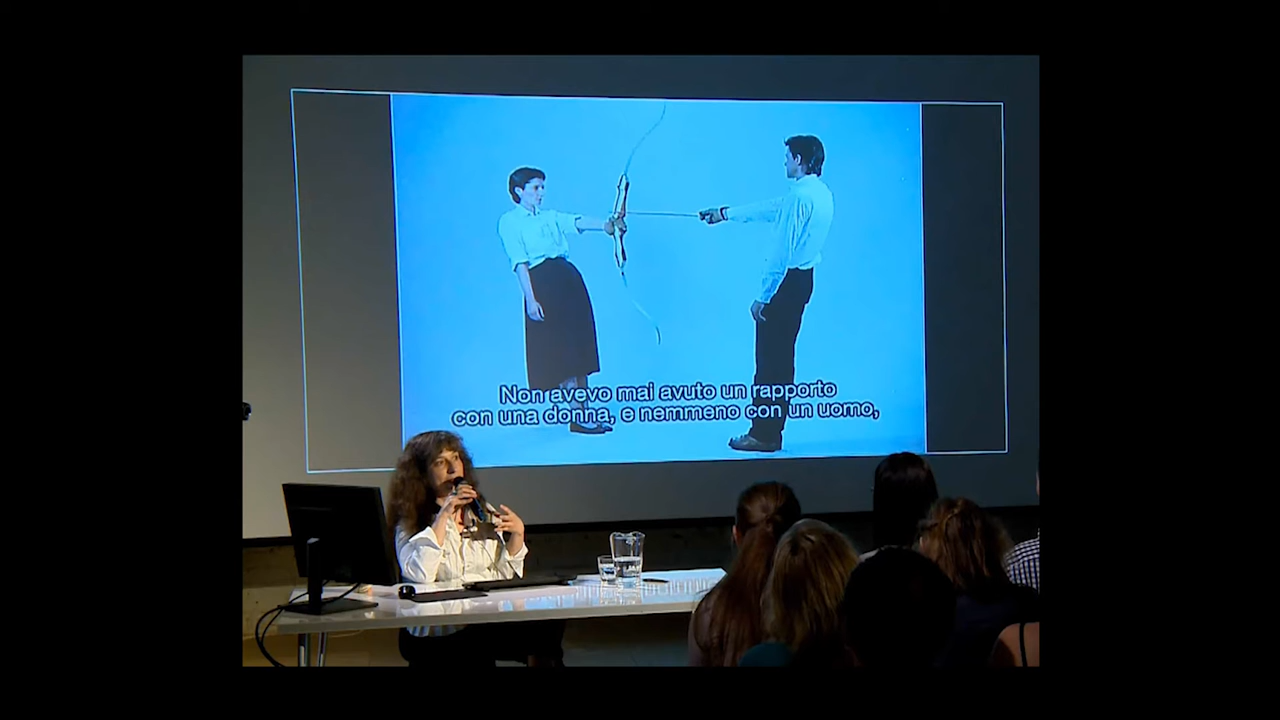 Non avevo mai avuto un rapporto
con una donna, e nemmeno con un uomo,